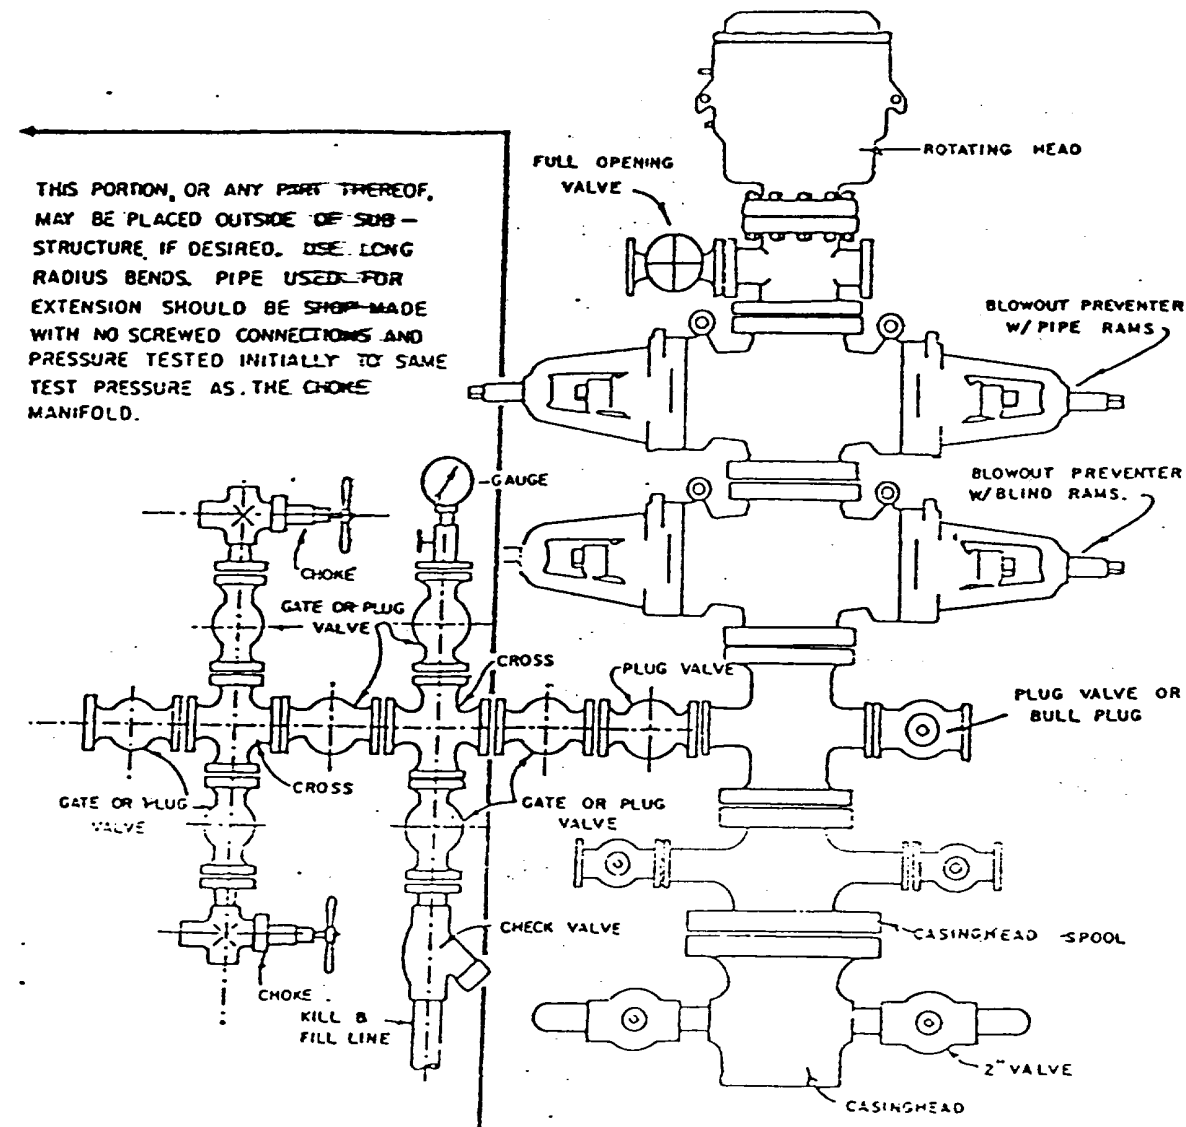 ROTATING HEAD
FULL OPENING
VALVE
THIS PORTION, OR ANY PART THEREOF,
MAY BE PLACED OUTSIDE OF SUB-
STRUCTURE IF DESIRED. USE LONG
RADIUS BENDS. PIPE USED FOR
EXTENSION SHOULD BE SHOP MADE
WITH NO SCREWED CONNECTIONS AND
PRESSURE TESTED INITIALLY TO SAME
TEST PRESSURE AS THE CHOKE
MANIFOLD.
BLOWOUT PREVENTER
W/ PIPE RAMS
BLOWOUT PREVENTER
W/BLIND RAMS.
GAUGE
CHOKE
GATE OR PLUG
VALVE
CROSS
PLUG VALVE
PLUG VALVE OR
BULL PLUG
CROSS
GATE OR PLUG
VALVE
GATE OR PLUG
VALVE
CHECK VALVE
CASINGHEAD SPOOL
CHOKE
KILL &
FILL LINE
2" VALVE
CASINGHEAD